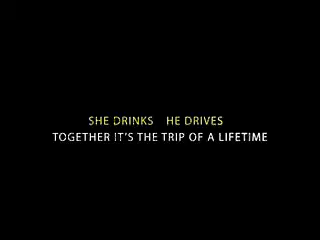 SHE DRINKS HE DRIVES
TOGETHER IT'S THE TRIP OF A LIFETIME